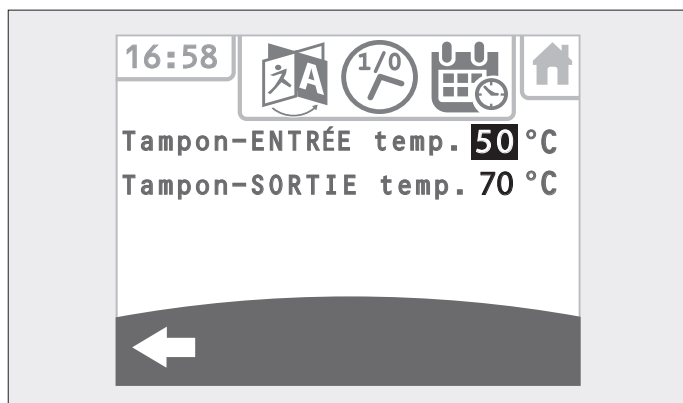 16:58
A
1/0
Tampon-ENTRÉE temp. 50 °C
Tampon-SORTIE temp. 70 °C